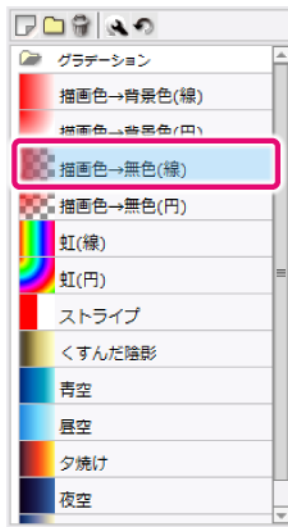 グラデーション
描画色→背景色(線)
描画色→背景色(円)
描画色→無色(線)
描画色→無色(円)
虹(線)
虹(円)
ストライプ
くすんだ陰影
青空
昼空
夕焼け
夜空